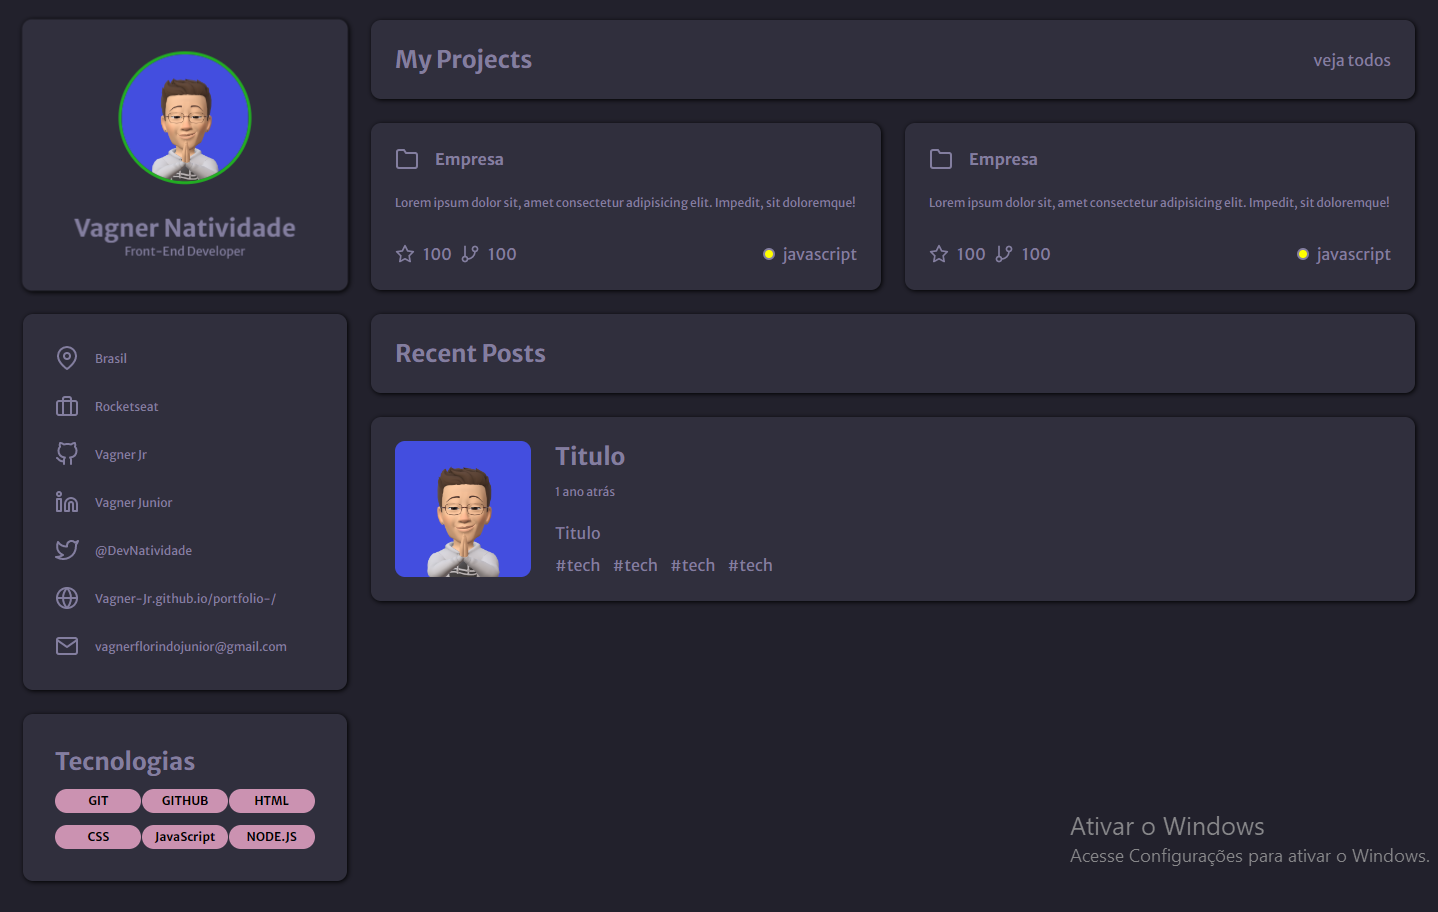 Vagner Natividade
Front-End Developer
Brasil
Rocketseat
Vagner Jr
Vagner Junior
@DevNatividade
Vagner-Jr.github.io/portfolio-/
vagnerflorindojunior@gmail.com
Tecnologias
GIT GITHUB HTML
CSS JavaScript NODE.JS
My Projects veja todos
Empresa
Lorem ipsum dolor sit, amet consectetur adipisicing elit. Impedit, sit doloremque!
100 100 javascript
Empresa
Lorem ipsum dolor sit, amet consectetur adipisicing elit. Impedit, sit doloremque!
100 100 javascript
Recent Posts
Titulo
1 ano atrás
Titulo
#tech #tech #tech #tech
Ativar o Windows
Acesse Configurações para ativar o Windows.